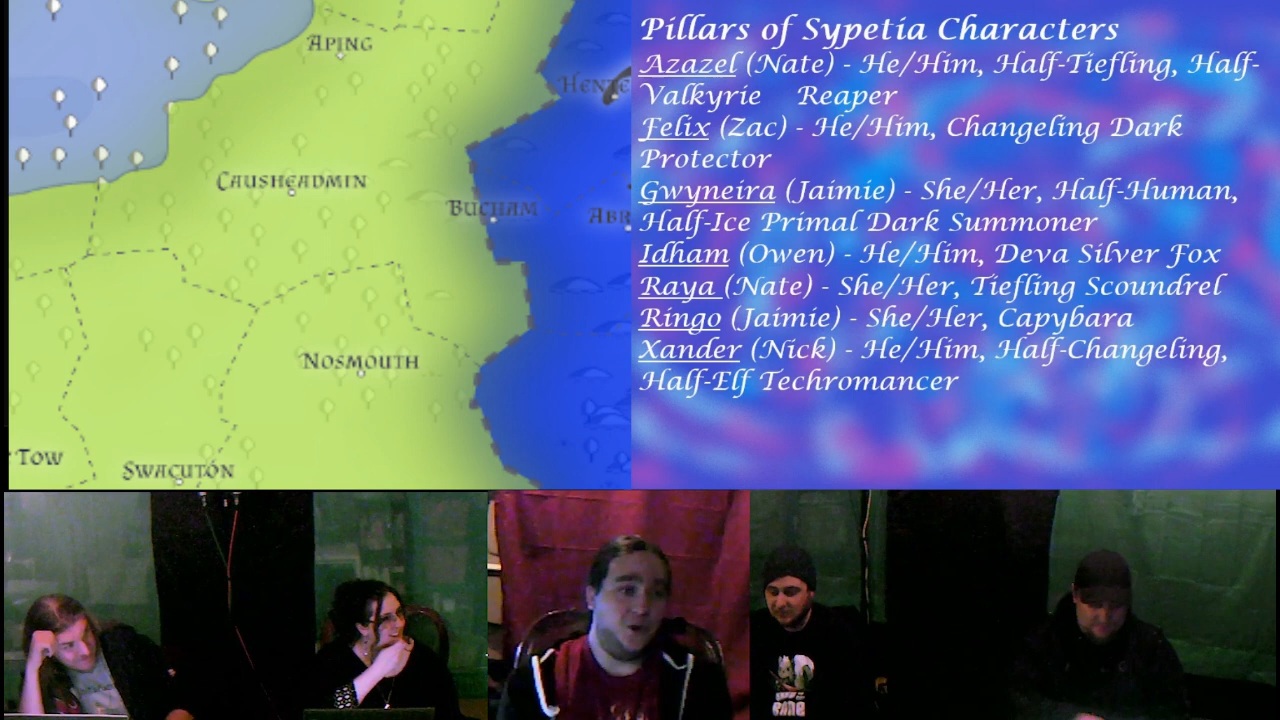 APING
HENTE
CAUSHEADMIN
BUCHAM
ABR
NOSMOUTH
TOW
SWACUTON
Pillars of Sypetia Characters
Azazel (Nate) - He/Him, Half-Tiefling, Half-
Valkyrie Reaper
Felix (Zac) - He/Him, Changeling Dark
Protector
Gwyneira (Jaimie) - She/Her, Half-Human,
Half-Ice Primal Dark Summoner
Idham (Owen) - He/Him, Deva Silver Fox
Raya (Nate) - She/Her, Tiefling Scoundrel
Ringo (Jaimie) - She/Her, Capybara
Xander (Nick) - He/Him, Half-Changeling,
Half-Elf Techromancer